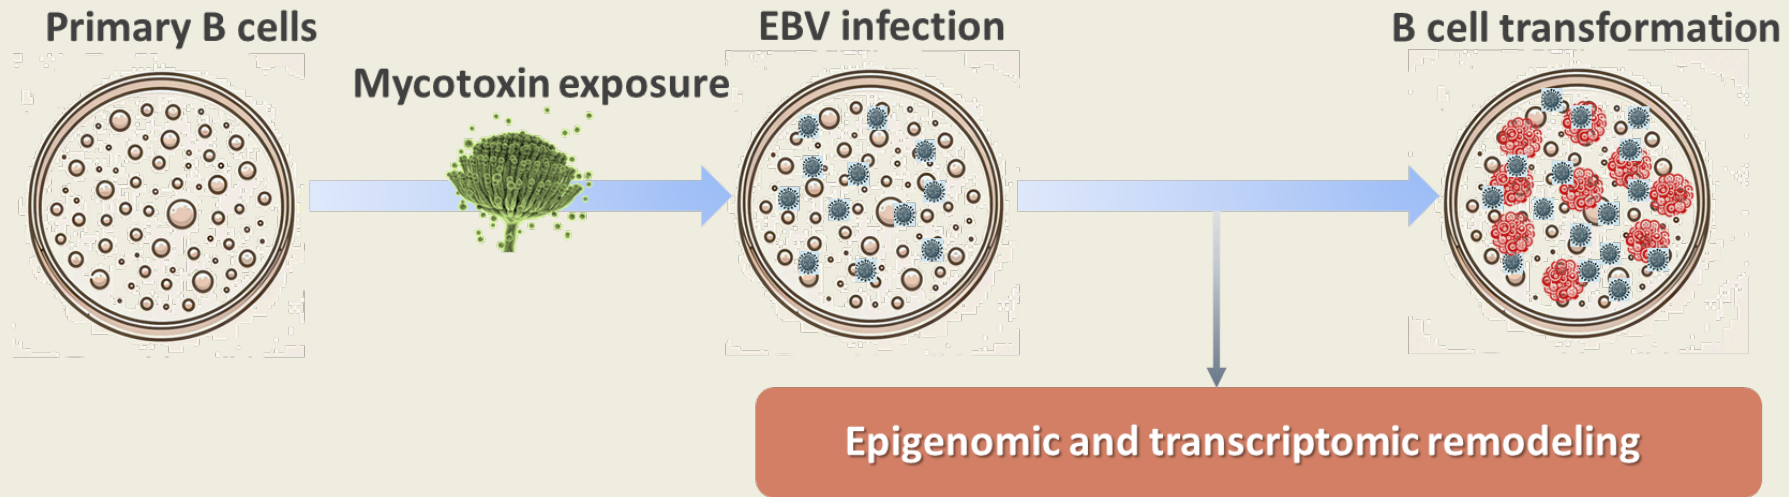 Primary B cells
Mycotoxin exposure
EBV infection
B cell transformation
Epigenomic and transcriptomic remodeling